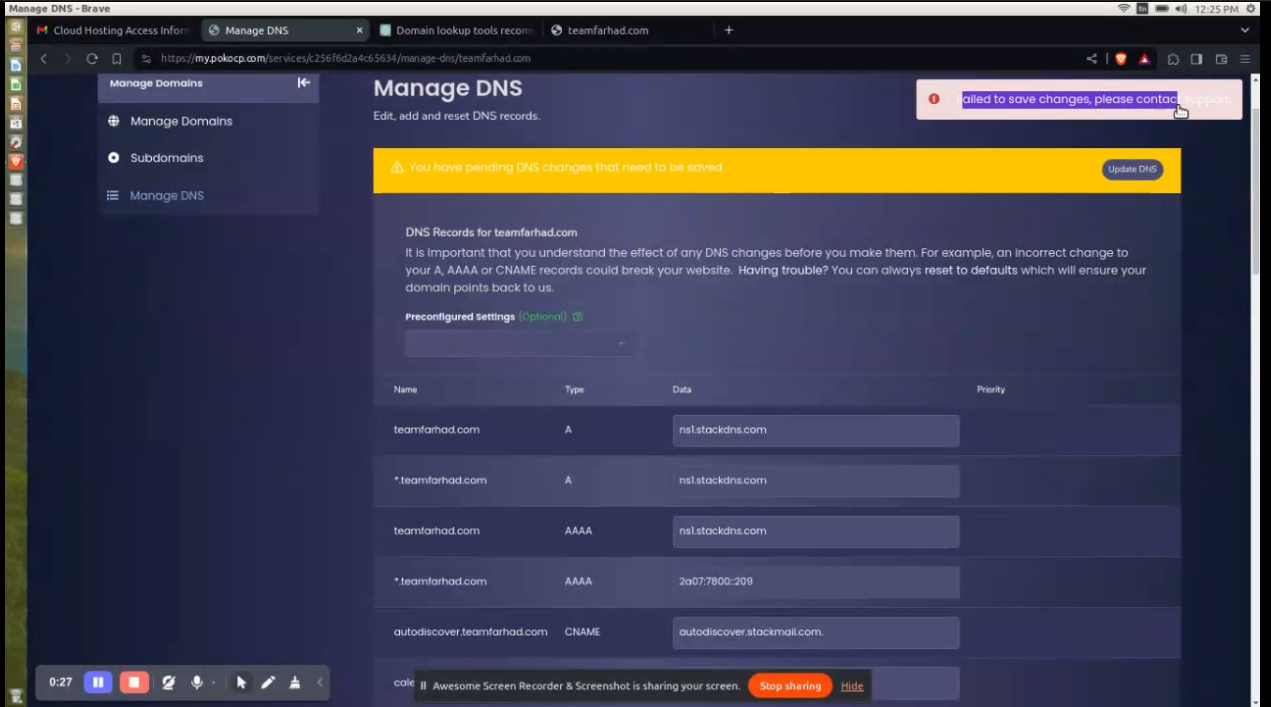 Manage DNS - Brave
En
12:25 PM
Cloud Hosting Access Inform
Manage DNS
Domain lookup tools recom
teamfarhad.com
https://my.pokocp.com/services/c256f6d2a4c65634/manage-dns/teamfarhad.com
Manage Domains
Manage Domains
Subdomains
Manage DNS
Manage DNS
Edit, add and reset DNS records.
Failed to save changes, please contact support
You have pending DNS changes that need to be saved
Update DNS
DNS Records for teamfarhad.com
It is important that you understand the effect of any DNS changes before you make them. For example, an incorrect change to
your A, AAAA or CNAME records could break your website. Having trouble? You can always reset to defaults which will ensure your
domain points back to us.
Preconfigured Settings (Optional)
Name Type Data Priority
teamfarhad.com A ns1.stackdns.com
*.teamfarhad.com A ns1.stackdns.com
teamfarhad.com AAAA ns1.stackdns.com
*.teamfarhad.com AAAA 2a07:7800::209
autodiscover.teamfarhad.com CNAME autodiscover.stackmail.com.
cale
0:27
Awesome Screen Recorder & Screenshot is sharing your screen.
Stop sharing
Hide